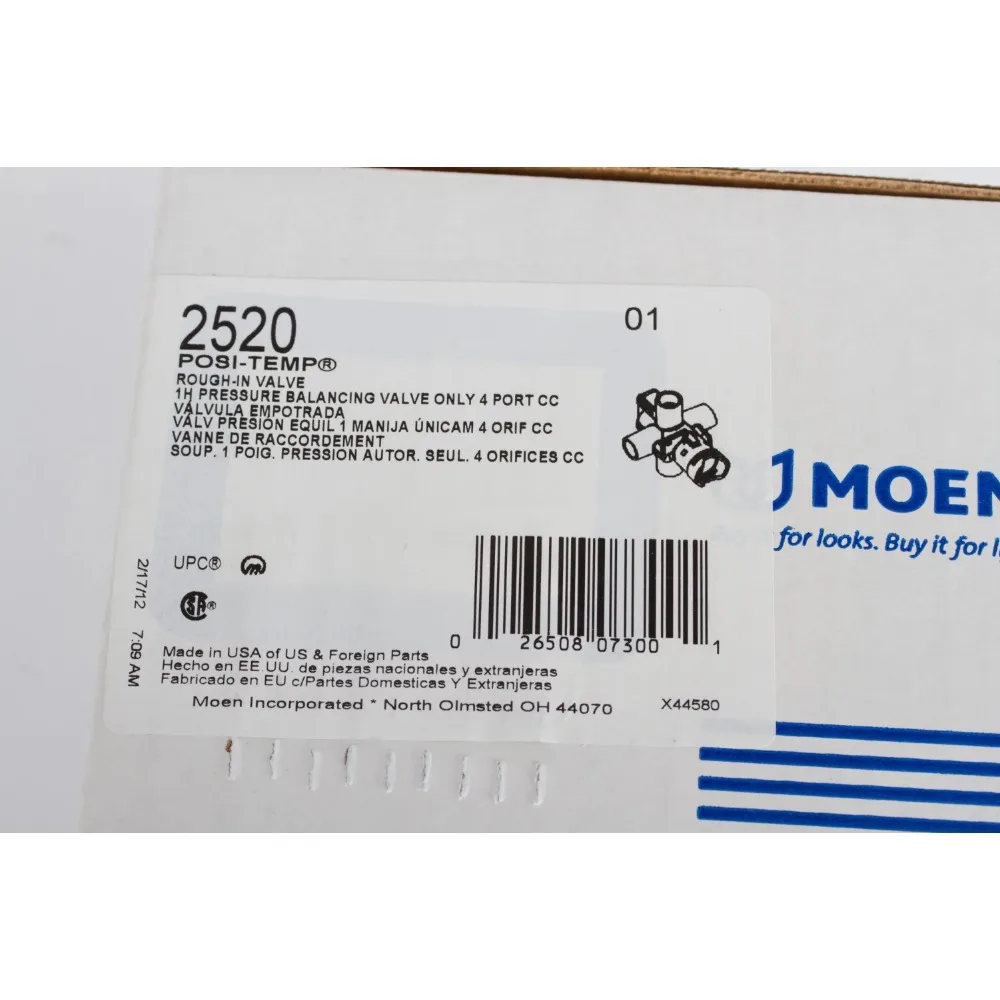 2520
01
POSI-TEMP®
ROUGH-IN VALVE
1H PRESSURE BALANCING VALVE ONLY 4 PORT CC
VÁLVULA EMPOTRADA
VÁLV PRESIÓN EQUIL 1 MANIJA ÚNICAM 4 ORIF CC
VANNE DE RACCORDEMENT
SOUP. 1 POIG. PRESSION AUTOR. SEUL. 4 ORIFICES CC
MOEN
for looks. Buy it for
UPC®
SA®
2/17/12 7:09 AM
0 26508 07300 1
Made in USA of US & Foreign Parts
Hecho en EE.UU. de piezas nacionales y extranjeras
Fabricado en EU c/Partes Domesticas Y Extranjeras
Moen Incorporated * North Olmsted OH 44070
X44580